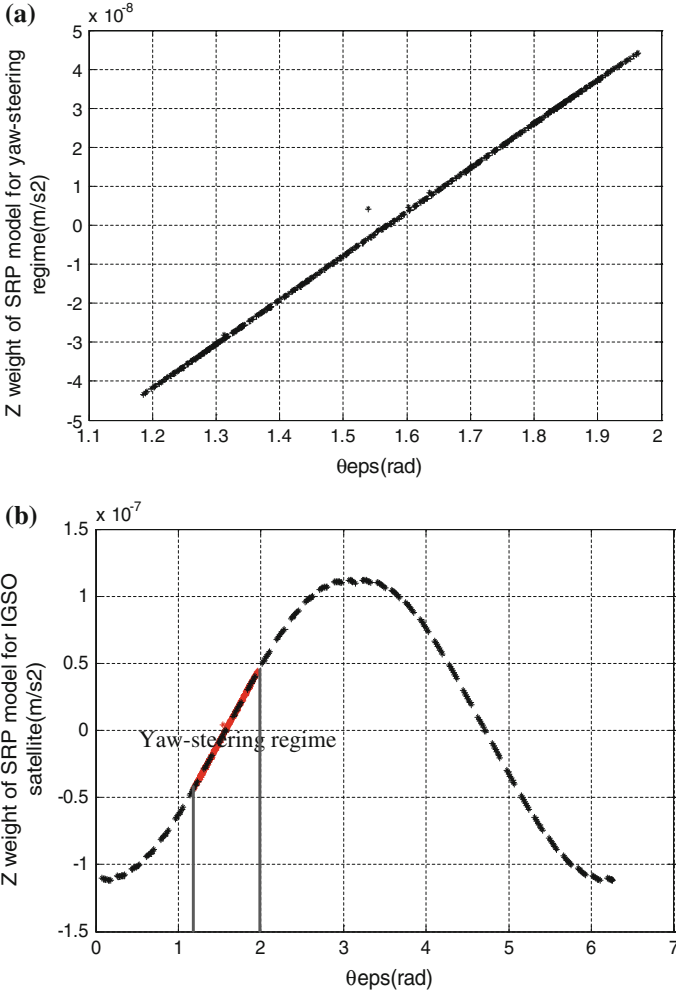 (a)
x 10-8
5
4
3
2
1
0
-1
-2
-3
-4
-5
1.1 1.2 1.3 1.4 1.5 1.6 1.7 1.8 1.9 2
Z weight of SRP model for yaw-steering
regime(m/s2)
θeps(rad)
(b)
x 10-7
1.5
1
0.5
0
-0.5
-1
-1.5
0 1 2 3 4 5 6 7
Z weight of SRP model for IGSO
satellite(m/s2)
Yaw-steering regime
θeps(rad)